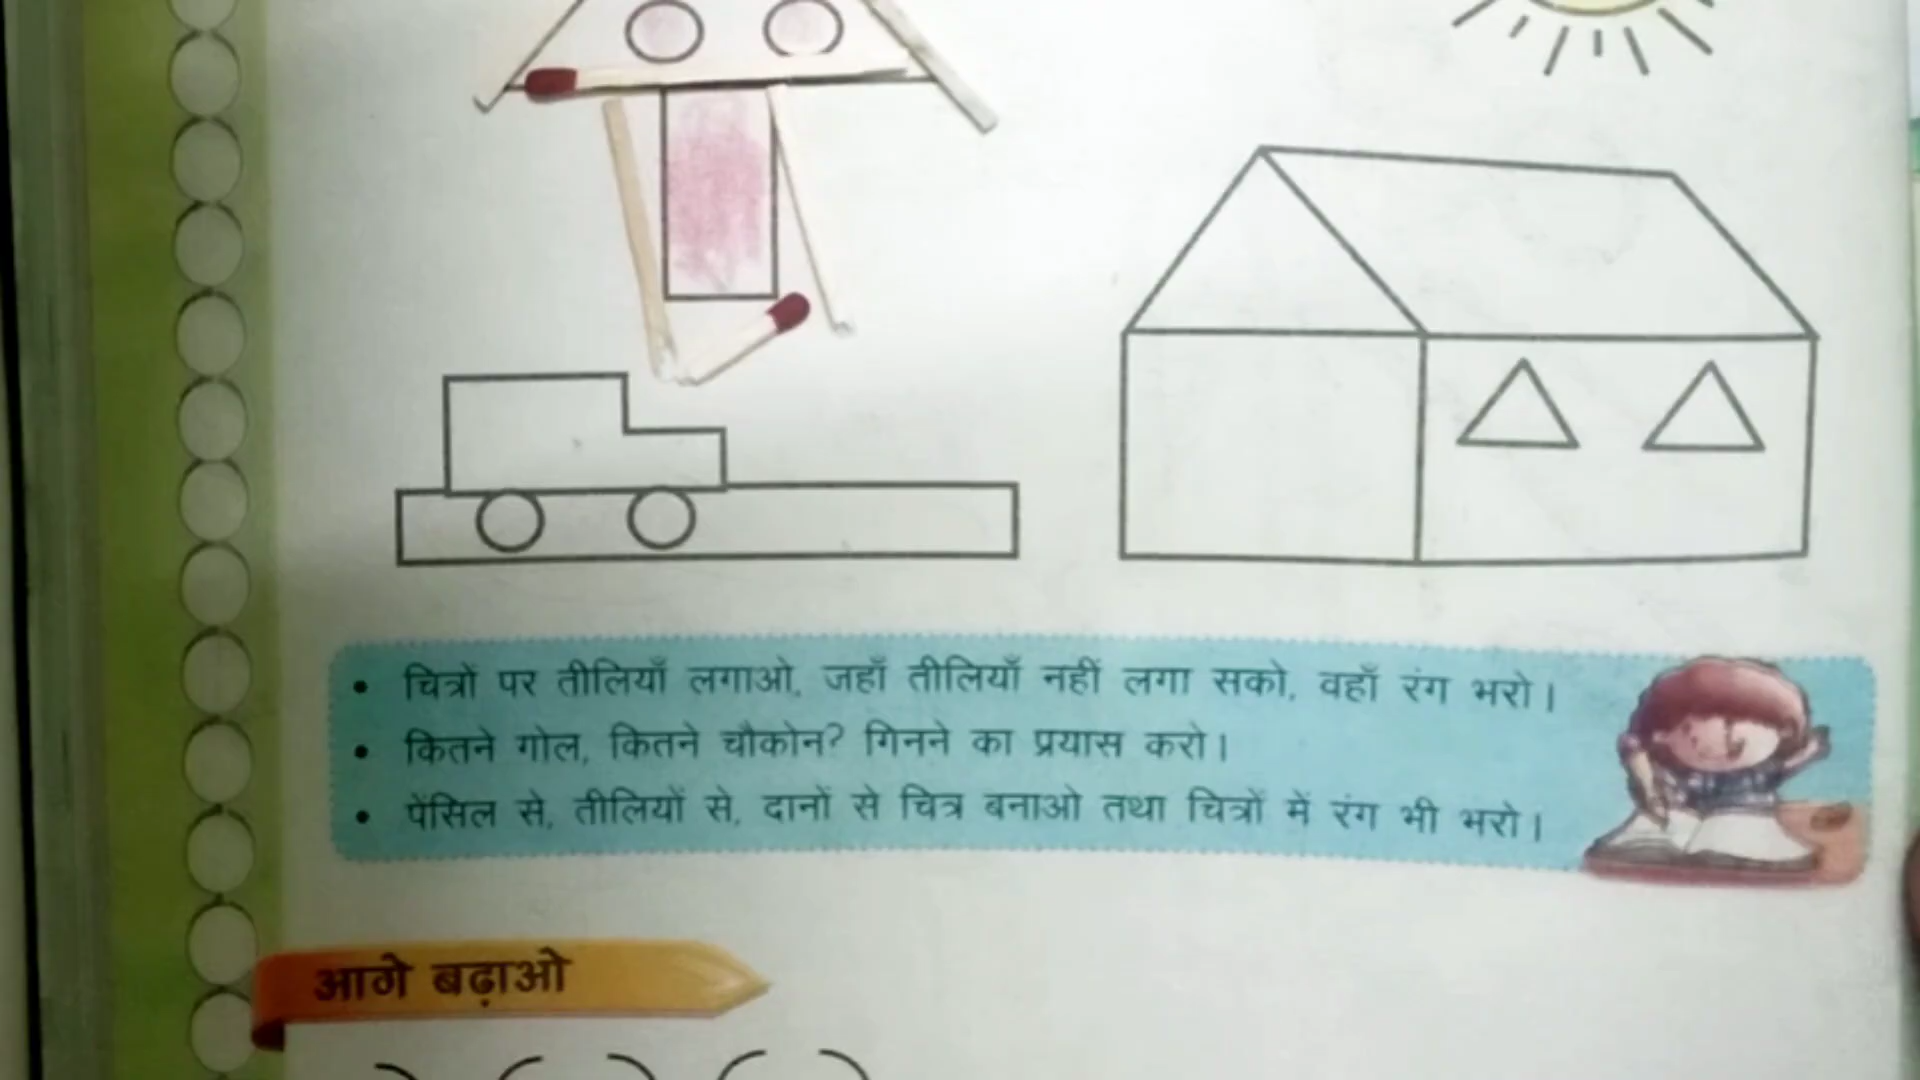 • चित्रों पर तीलियाँ लगाओ, जहाँ तीलियाँ नहीं लगा सको, वहाँ रंग भरो।
• कितने गोल, कितने चौकोन? गिनने का प्रयास करो।
• पेंसिल से, तीलियों से, दानों से चित्र बनाओ तथा चित्रों में रंग भी भरो।
आगे बढ़ाओ